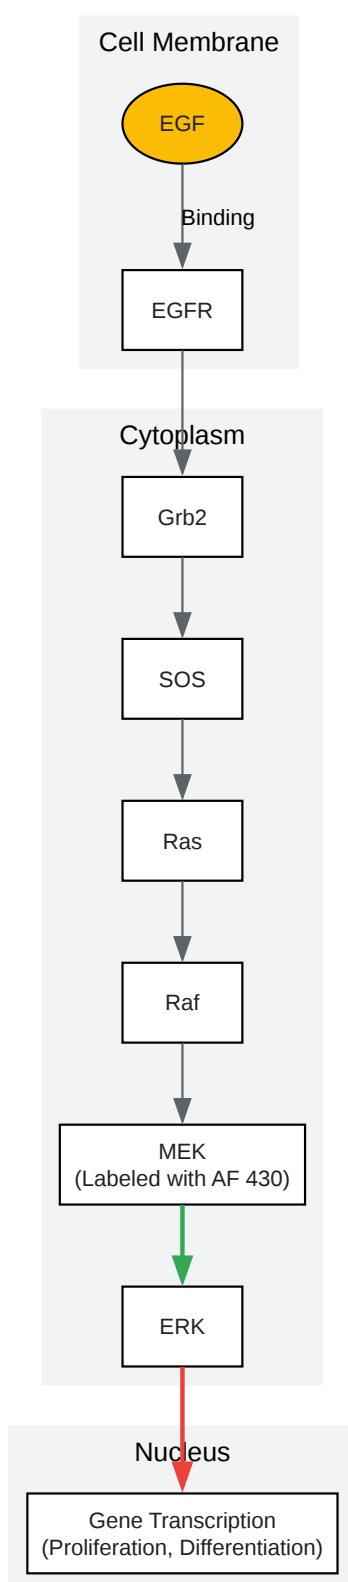 Cell Membrane
EGF
Binding
EGFR
Cytoplasm
Grb2
SOS
Ras
Raf
MEK
(Labeled with AF 430)
ERK
Nucleus
Gene Transcription
(Proliferation, Differentiation)